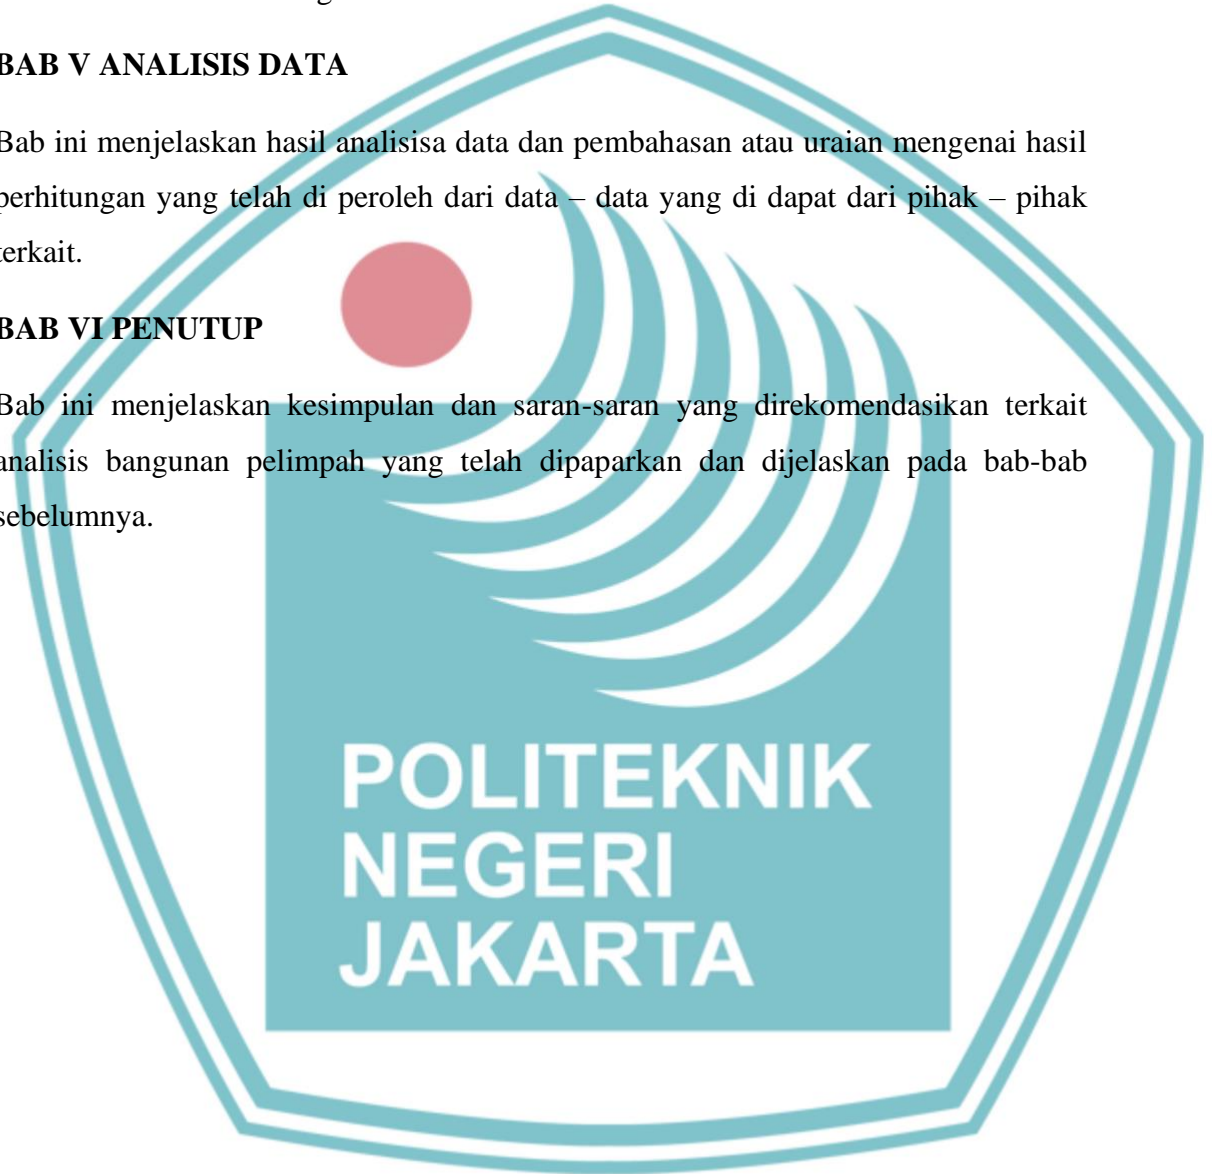 BAB V ANALISIS DATA
Bab ini menjelaskan hasil analisisa data dan pembahasan atau uraian mengenai hasil
perhitungan yang telah di peroleh dari data – data yang di dapat dari pihak – pihak
terkait.
BAB VI PENUTUP
Bab ini menjelaskan kesimpulan dan saran-saran yang direkomendasikan terkait
analisis bangunan pelimpah yang telah dipaparkan dan dijelaskan pada bab-bab
sebelumnya.
POLITEKNIK
NEGERI
JAKARTA